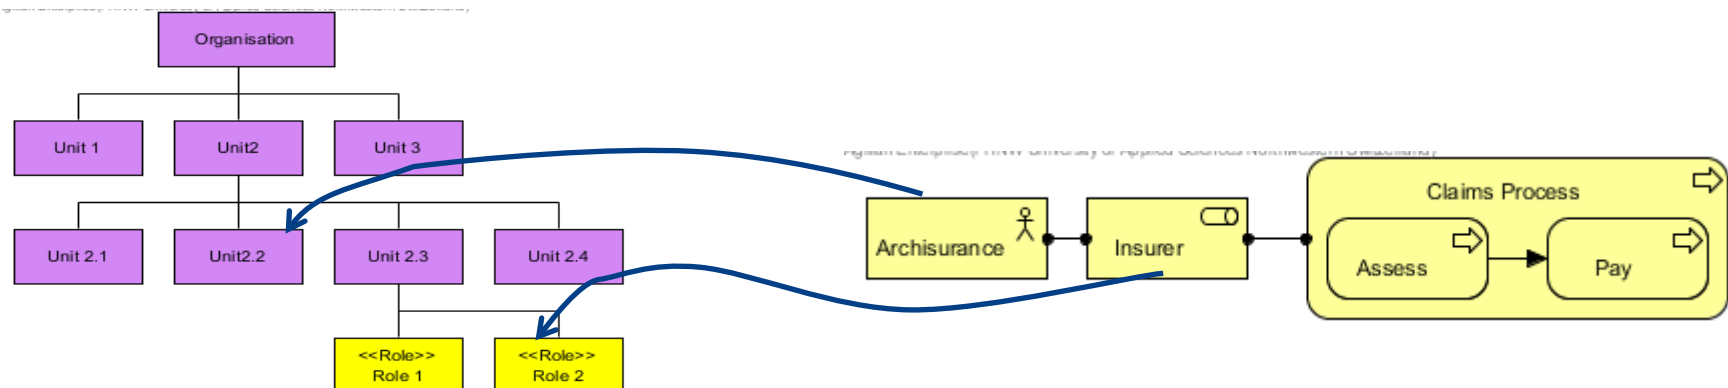 Organisation
Unit 1
Unit2
Unit 3
Unit 2.1
Unit2.2
Unit 2.3
Unit 2.4
<<Role>>
Role 1
<<Role>>
Role 2
Archisurance
Insurer
Claims Process
Assess
Pay